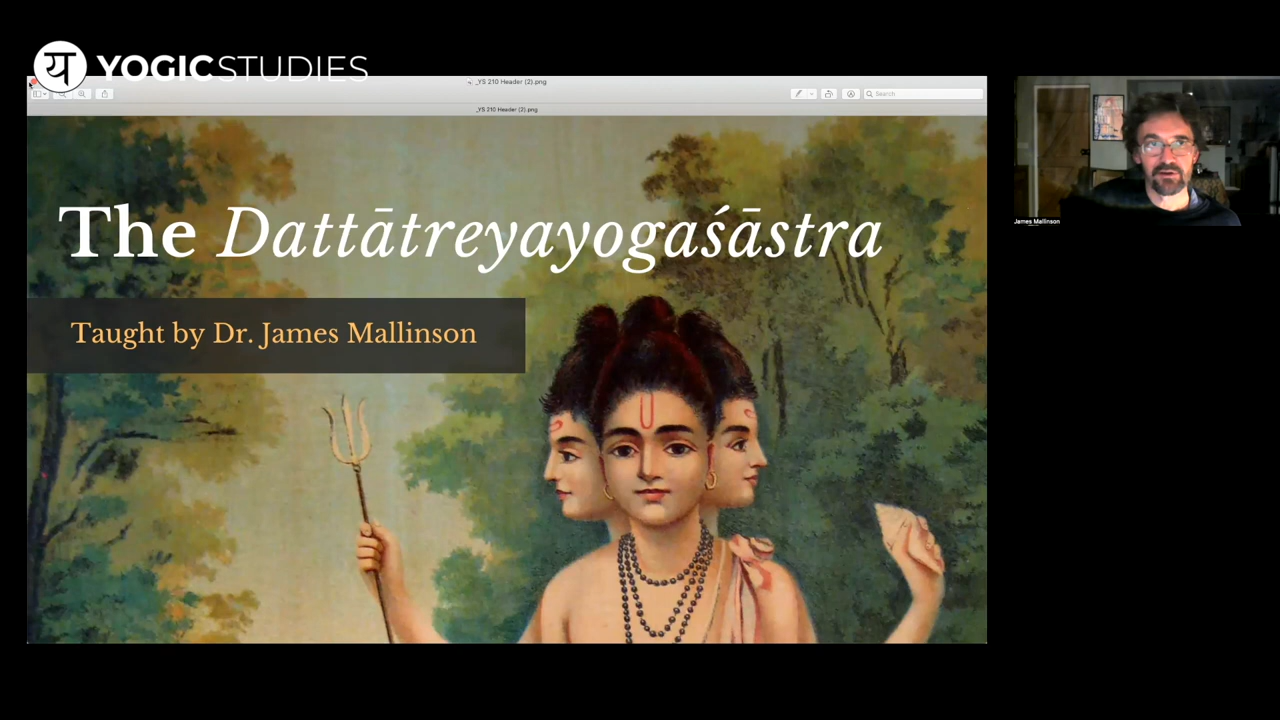 य YOGICSTUDIES
_YS 210 Header (2).png
Search
_YS 210 Header (2).png
The Dattātreyayogaśāstra
Taught by Dr. James Mallinson
James Mallinson